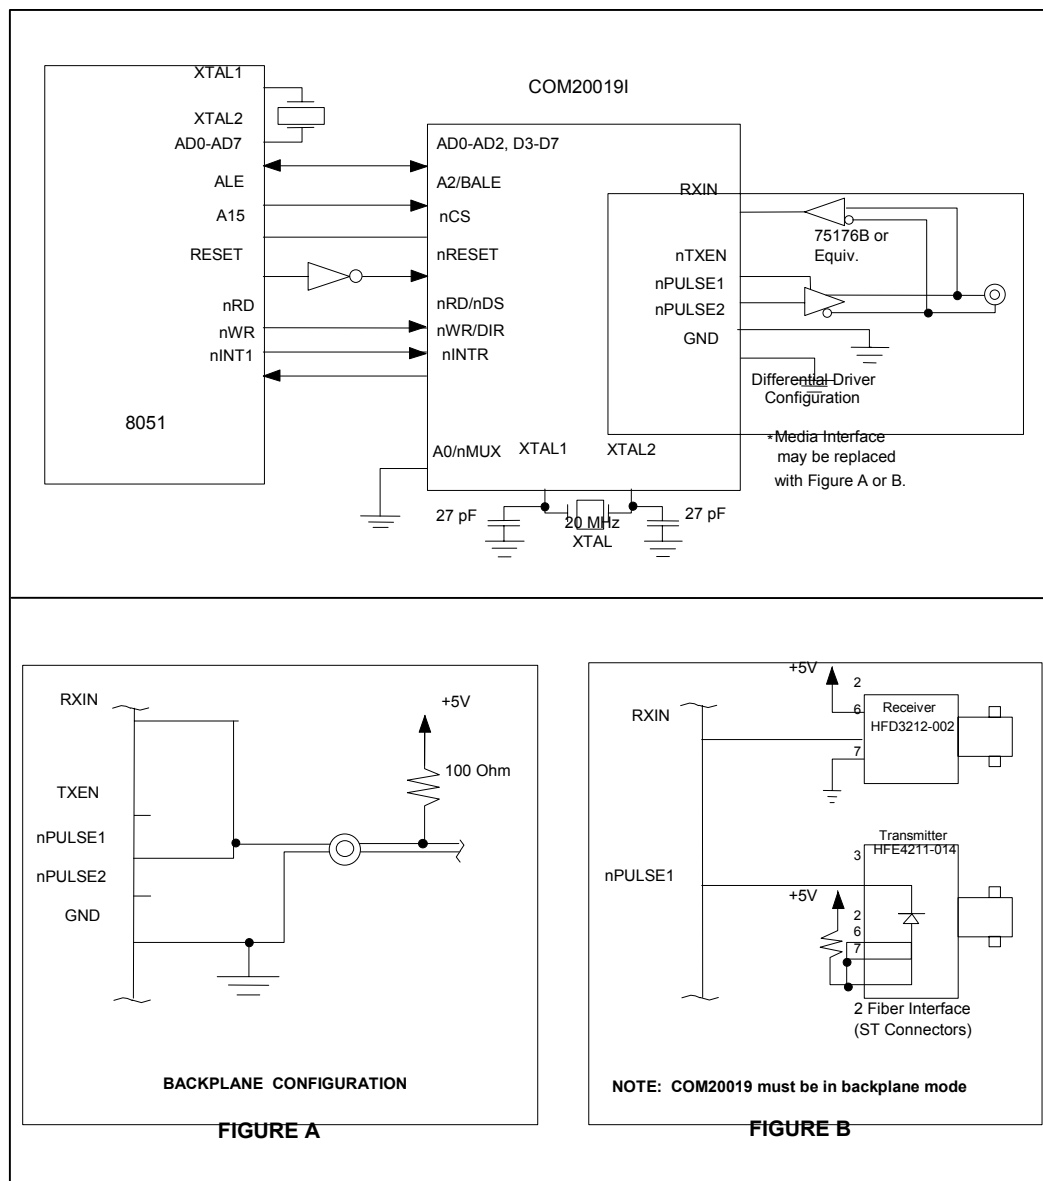 COM20019I
XTAL1
XTAL2
AD0-AD7
ALE
A15
RESET
nRD
nWR
nINT1
8051
AD0-AD2, D3-D7
A2/BALE
nCS
nRESET
nRD/nDS
nWR/DIR
nINTR
A0/nMUX
XTAL1
XTAL2
RXIN
nTXEN
nPULSE1
nPULSE2
GND
75176B or
Equiv.
Differential Driver
Configuration
*Media Interface
may be replaced
with Figure A or B.
27 pF
20 MHz
XTAL
27 pF
RXIN
TXEN
nPULSE1
nPULSE2
GND
+5V
100 Ohm
BACKPLANE CONFIGURATION
FIGURE A
+5V
2
6
7
RXIN
Receiver
HFD3212-002
nPULSE1
Transmitter
HFE4211-014
3
+5V
2
6
7
2 Fiber Interface
(ST Connectors)
NOTE: COM20019 must be in backplane mode
FIGURE B